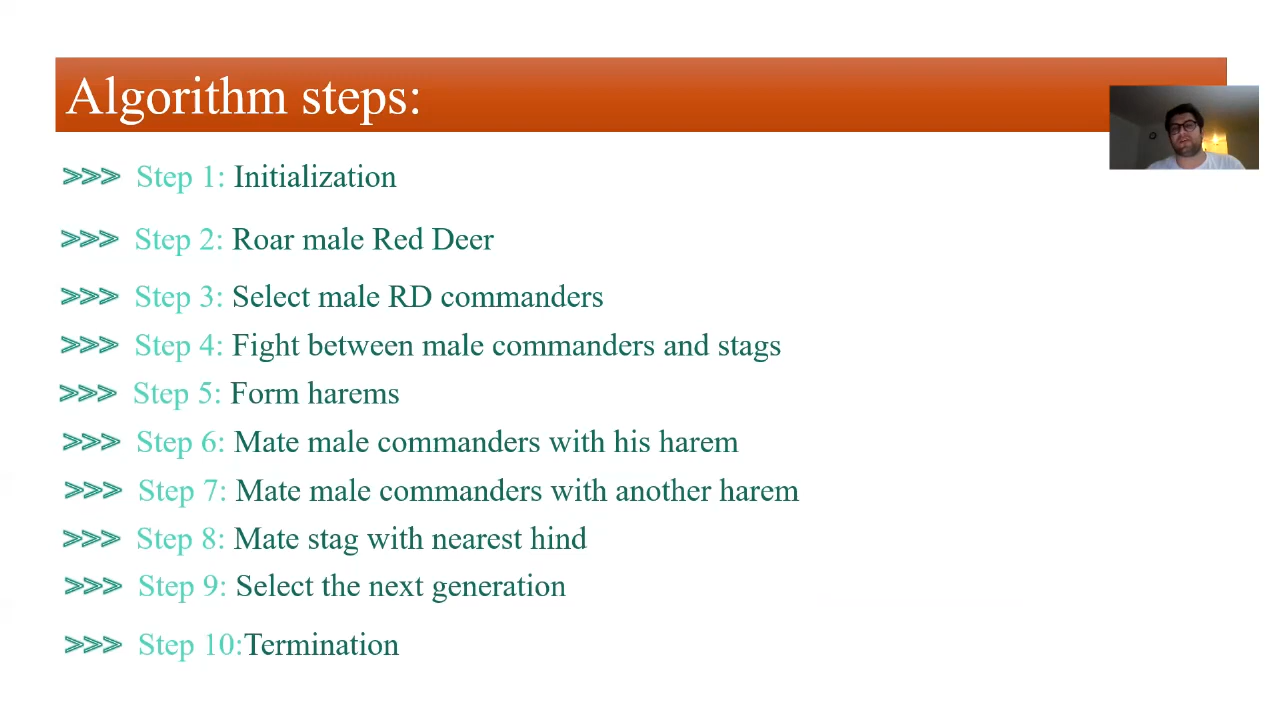 Algorithm steps:
>>> Step 1: Initialization
>>> Step 2: Roar male Red Deer
>>> Step 3: Select male RD commanders
>>> Step 4: Fight between male commanders and stags
>>> Step 5: Form harems
>>> Step 6: Mate male commanders with his harem
>>> Step 7: Mate male commanders with another harem
>>> Step 8: Mate stag with nearest hind
>>> Step 9: Select the next generation
>>> Step 10:Termination